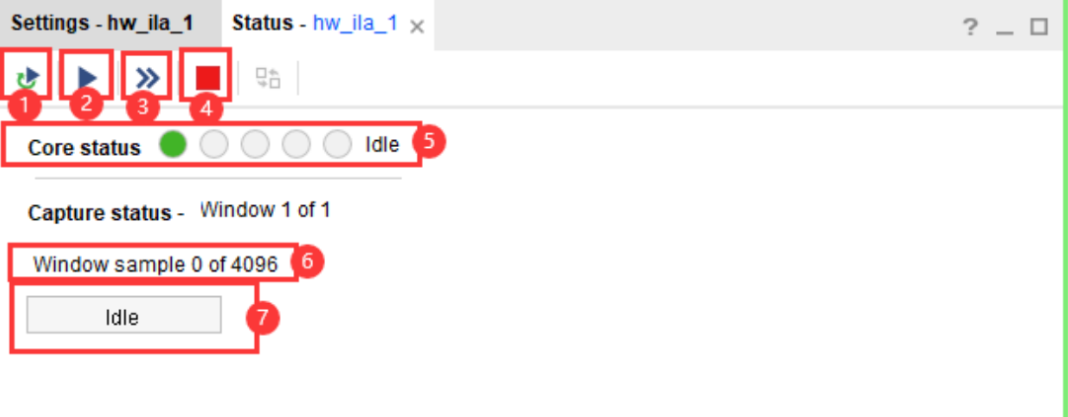 Settings - hw_ila_1 Status - hw_ila_1 × ?
1 2 3 4
Core status Idle 5
Capture status - Window 1 of 1
Window sample 0 of 4096 6
Idle 7